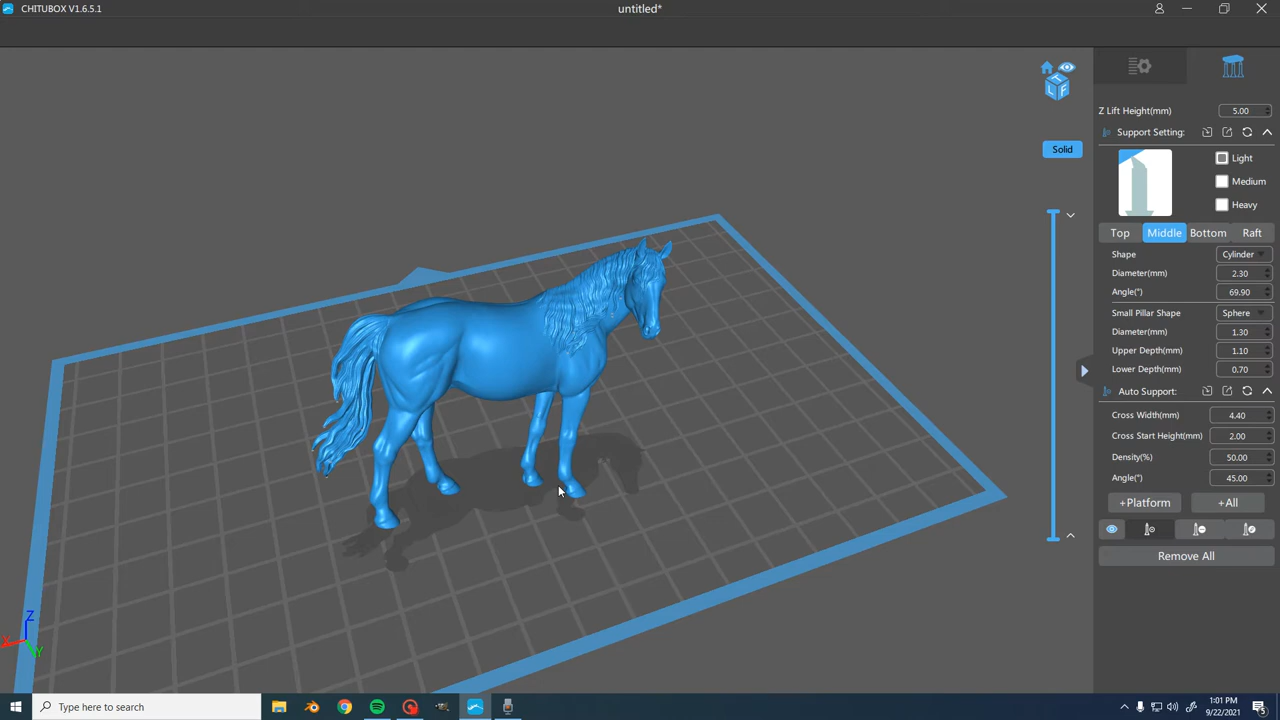 CHITUBOX V1.6.5.1
untitled*
Z Lift Height(mm) 5.00
Support Setting:
Light
Medium
Heavy
Top Middle Bottom Raft
Shape Cylinder
Diameter(mm) 2.30
Angle(°) 69.90
Small Pillar Shape Sphere
Diameter(mm) 1.30
Upper Depth(mm) 1.10
Lower Depth(mm) 0.70
Auto Support:
Cross Width(mm) 4.40
Cross Start Height(mm) 2.00
Density(%) 50.00
Angle(°) 45.00
+Platform +All
Remove All
Solid
T
L F
Z
X
Y
Type here to search
1:01 PM
9/22/2021
5